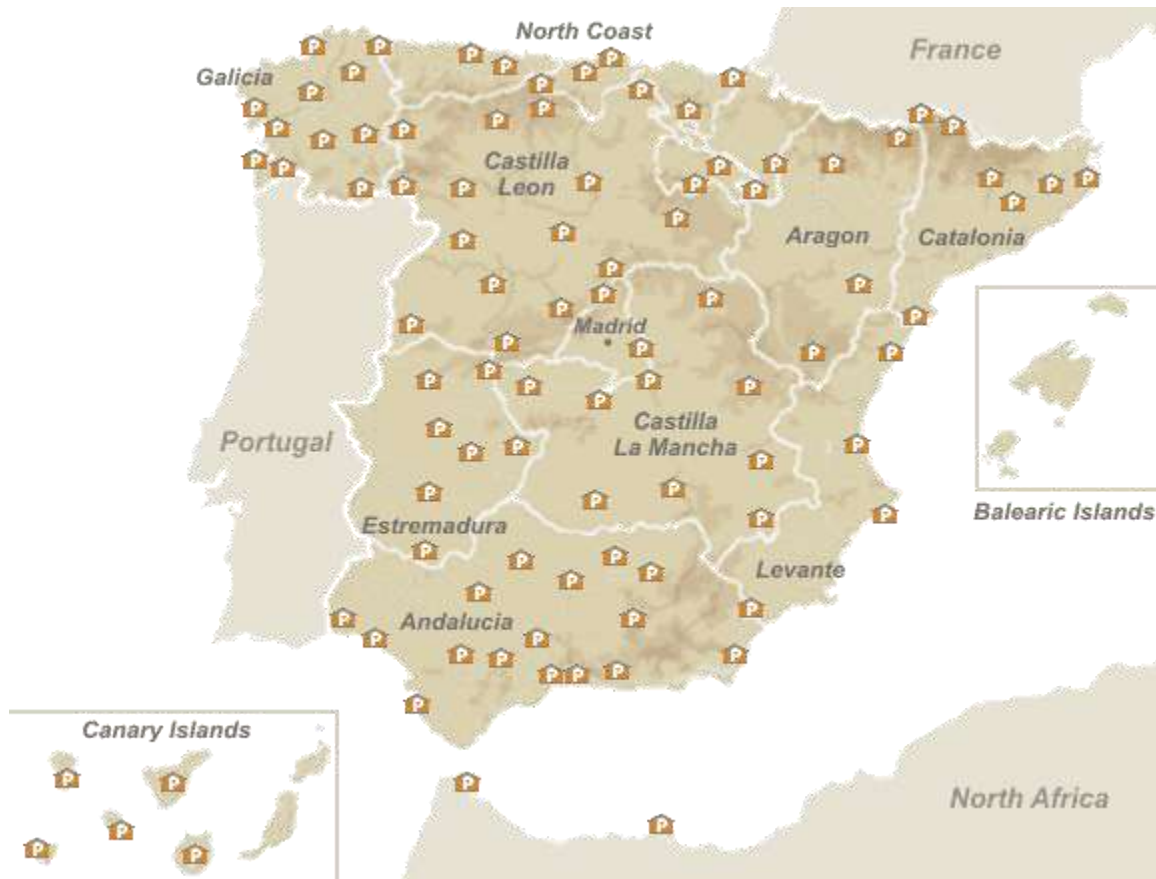 North Coast
France
Galicia
Castilla
Leon
Aragon
Catalonia
Madrid
Portugal
Castilla
La Mancha
Balearic Islands
Estremadura
Levante
Andalucia
Canary Islands
North Africa